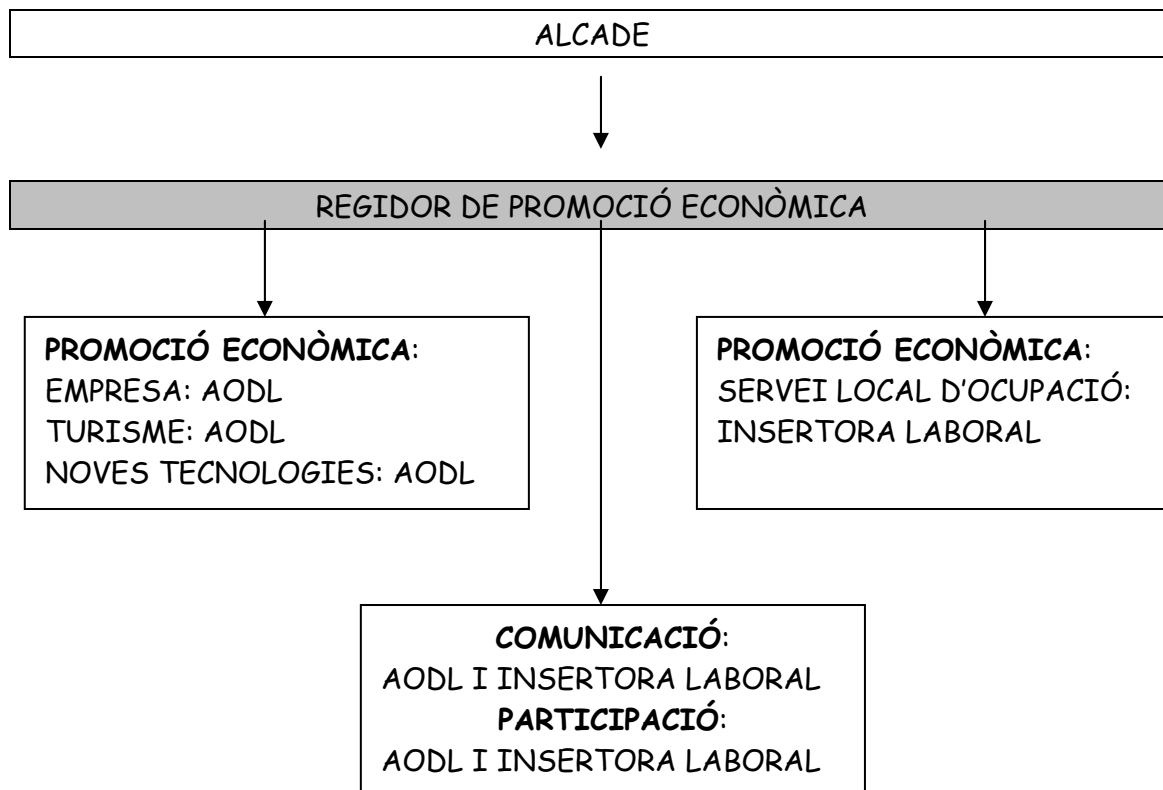 ALCADE
REGIDOR DE PROMOCIÓ ECONÒMICA
PROMOCIÓ ECONÒMICA:
EMPRESA: AODL
TURISME: AODL
NOVES TECNOLOGIES: AODL
PROMOCIÓ ECONÒMICA:
SERVEI LOCAL D’OCUPACIÓ:
INSERTORA LABORAL
COMUNICACIÓ:
AODL I INSERTORA LABORAL
PARTICIPACIÓ:
AODL I INSERTORA LABORAL